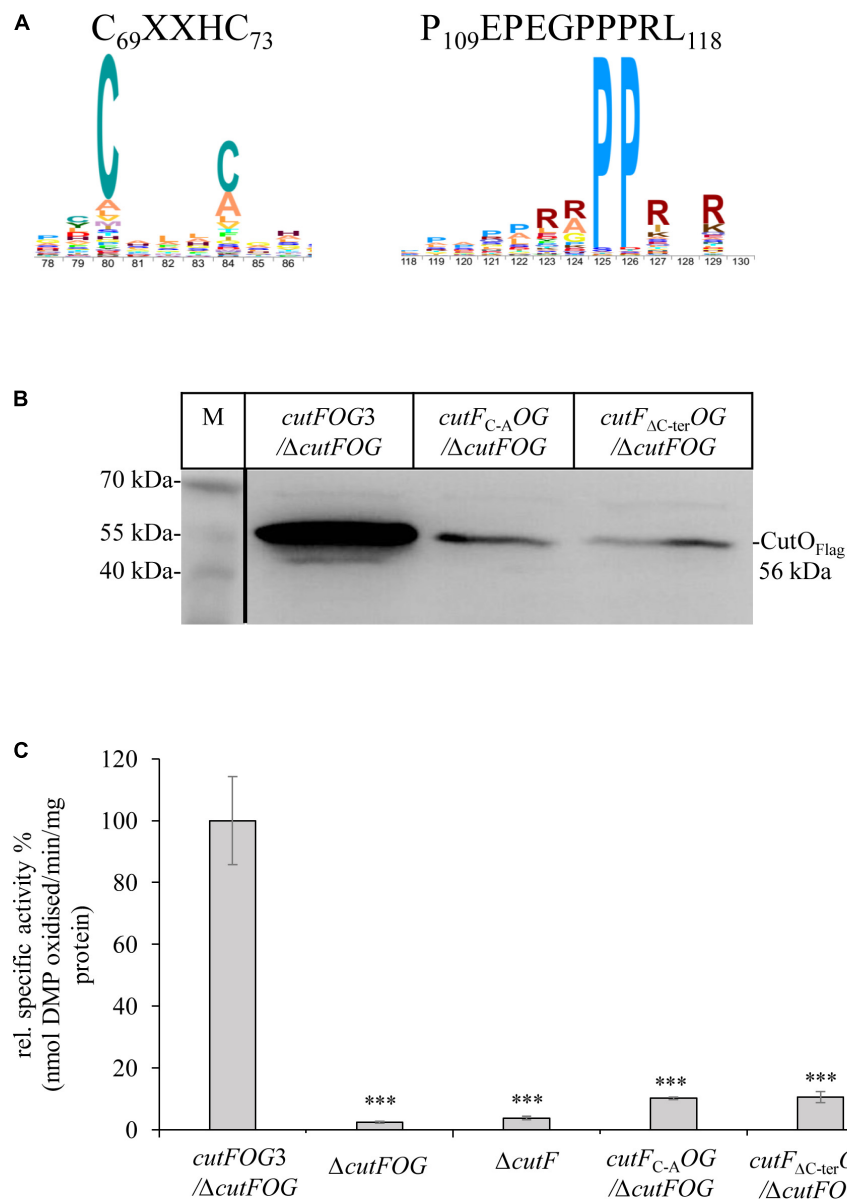 A
C69XXHC73
P109EPEGPPPRL118
78 79 80 81 82 83 84 85 86
118 119 120 121 122 123 124 125 126 127 128 129 130
B
M
cutFOG3
/ΔcutFOG
cutFC-AOG
/ΔcutFOG
cutFΔC-terOG
/ΔcutFOG
70 kDa-
55 kDa-
40 kDa-
-CutOFlag
56 kDa
C
rel. specific activity %
(nmol DMP oxidised/min/mg
protein)
120
100
80
60
40
20
0
***
***
***
***
cutFOG3
/ΔcutFOG
ΔcutFOG
ΔcutF
cutFC-AOG
/ΔcutFOG
cutFΔC-terO
/ΔcutFO